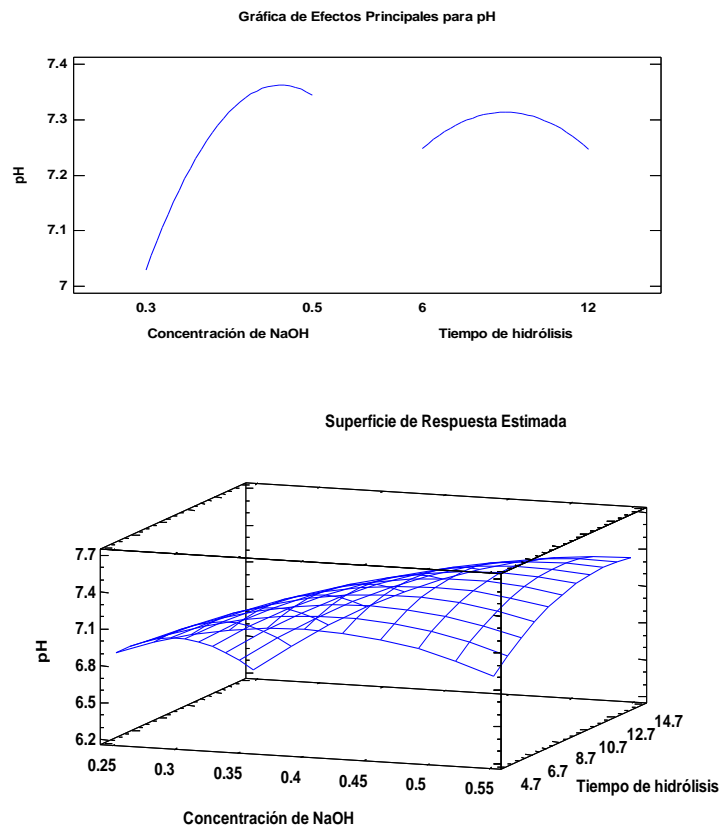 Gráfica de Efectos Principales para pH
7.4
7.3
7.2
7.1
7
pH
0.3 0.5 6 12
Concentración de NaOH Tiempo de hidrólisis
Superficie de Respuesta Estimada
7.7
7.4
7.1
6.8
6.5
6.2
pH
0.25 0.3 0.35 0.4 0.45 0.5 0.55
Concentración de NaOH
4.7 6.7 8.7 10.7 12.7 14.7
Tiempo de hidrólisis